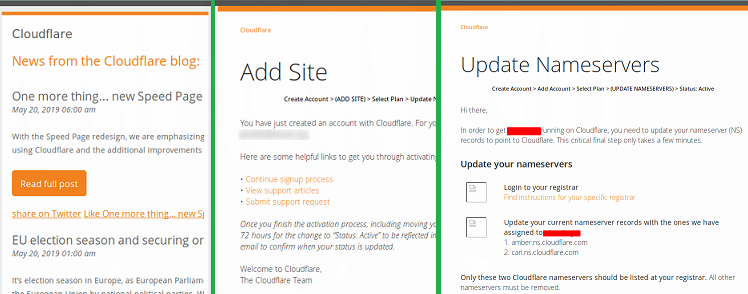 Cloudflare
News from the Cloudflare blog:
One more thing... new Speed Page
May 20, 2019 06:00 am
With the Speed Page redesign, we are emphasizing
using Cloudflare and the additional improvements
Read full post
share on Twitter Like One more thing... new Sp
EU election season and securing on
May 20, 2019 01:00 am
It's election season in Europe, as European Parliame
the European Union by national political parties. W
Cloudflare
Add Site
Create Account > (ADD SITE) > Select Plan > Update N
You have just created an account with Cloudflare. For yo
Here are some helpful links to get you through activating
• Continue signup process
• View support articles
• Submit support request
Once you finish the activation process, including moving you
72 hours for the change to "Status: Active" to be reflected in
email to confirm when your status is updated.
Welcome to Cloudflare,
The Cloudflare Team
Cloudflare
Update Nameservers
Create Account > Add Account > Select Plan > (UPDATE NAMESERVERS) > Status: Active
Hi there,
In order to get running on Cloudflare, you need to update your nameserver (NS)
records to point to Cloudflare. This critical final step only takes a few minutes.
Update your nameservers
Login to your registrar
Find instructions for your specific registrar
Update your current nameserver records with the ones we have
assigned to
1. amber.ns.cloudflare.com
2. carl.ns.cloudflare.com
Only these two Cloudflare nameservers should be listed at your registrar. All other
nameservers must be removed.